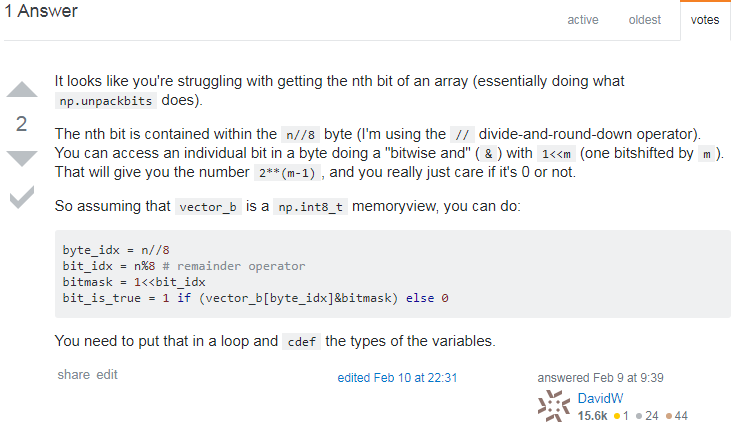 1 Answer
active oldest votes
It looks like you're struggling with getting the nth bit of an array (essentially doing what
np.unpackbits does).
2
The nth bit is contained within the n//8 byte (I'm using the // divide-and-round-down operator).
You can access an individual bit in a byte doing a "bitwise and" ( & ) with 1<<m (one bitshifted by m ).
That will give you the number 2**(m-1) , and you really just care if it's 0 or not.
So assuming that vector_b is a np.int8_t memoryview, you can do:
byte_idx = n//8
bit_idx = n%8 # remainder operator
bitmask = 1<<bit_idx
bit_is_true = 1 if (vector_b[byte_idx]&bitmask) else 0
You need to put that in a loop and cdef the types of the variables.
share edit
edited Feb 10 at 22:31
answered Feb 9 at 9:39
DavidW
15.6k ●1 ●24 ●44